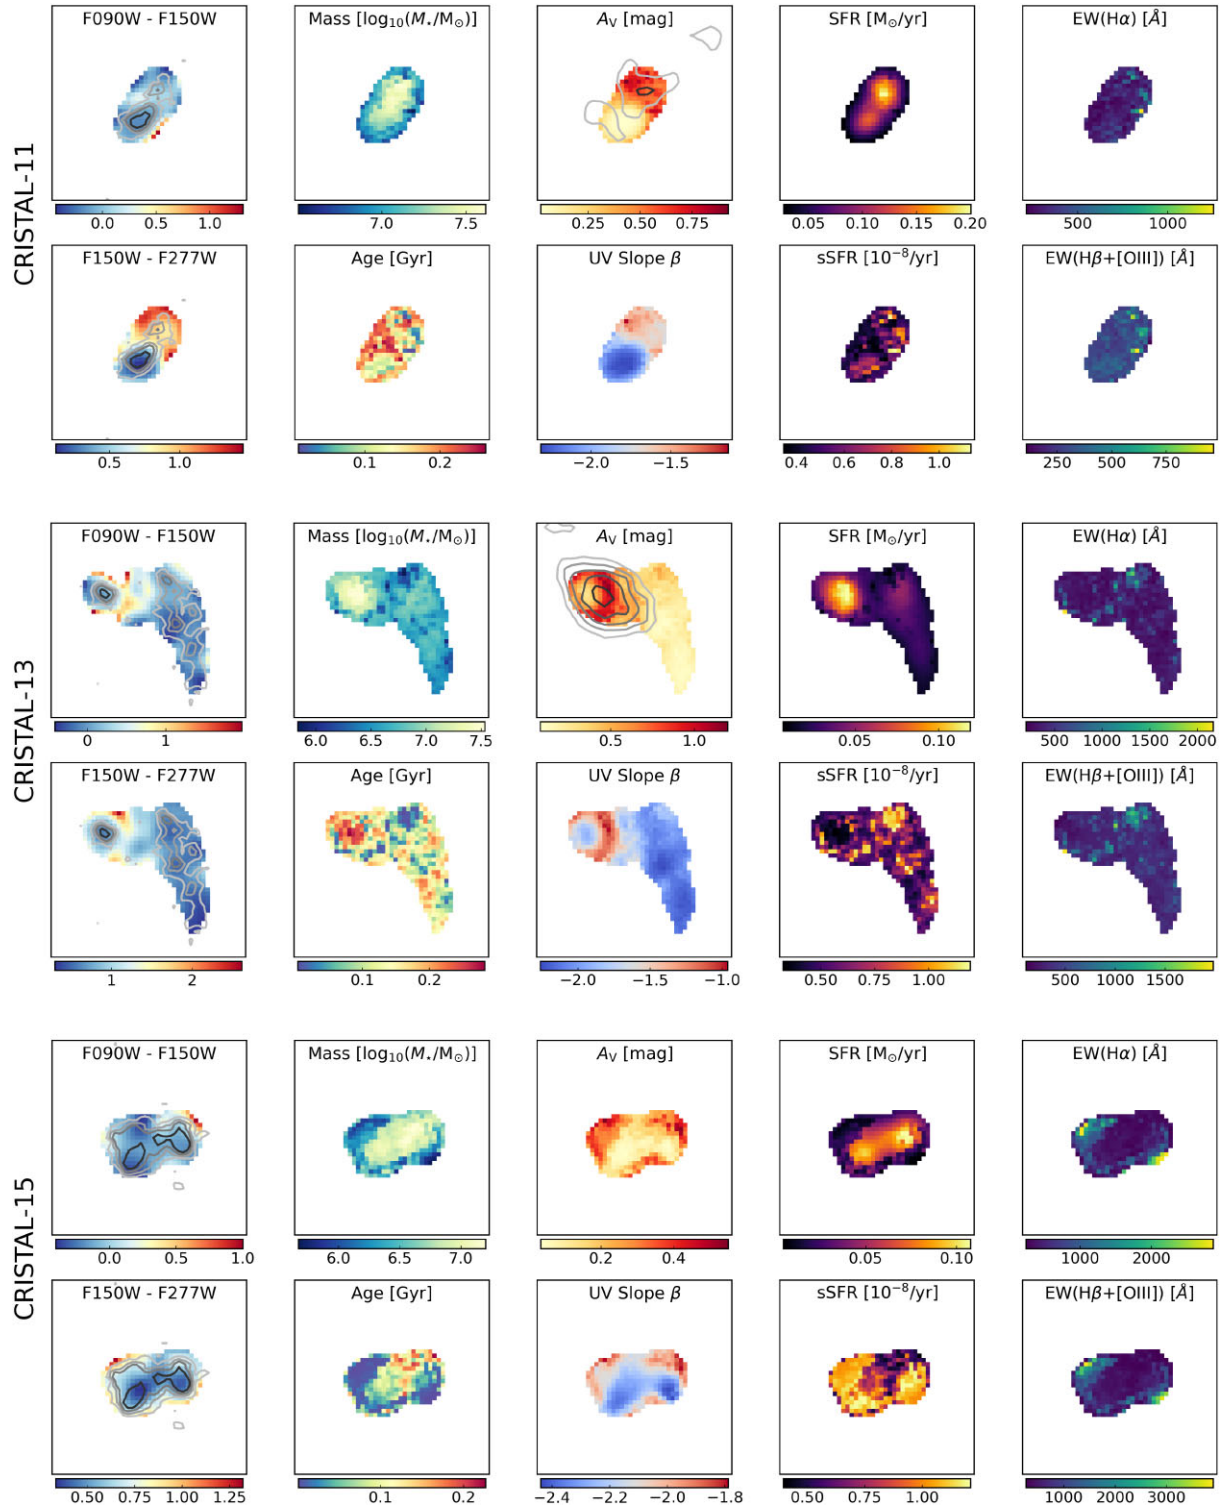 CRISTAL-11
F090W - F150W Mass [log₁₀(M⋆/M⊙)] A_V [mag] SFR [M⊙/yr] EW(Hα) [Å]
0.0 0.5 1.0 7.0 7.5 0.25 0.50 0.75 0.05 0.10 0.15 0.20 500 1000
F150W - F277W Age [Gyr] UV Slope β sSFR [10⁻⁸/yr] EW(Hβ+[OIII]) [Å]
0.5 1.0 0.1 0.2 −2.0 −1.5 0.4 0.6 0.8 1.0 250 500 750
CRISTAL-13
F090W - F150W Mass [log₁₀(M⋆/M⊙)] A_V [mag] SFR [M⊙/yr] EW(Hα) [Å]
0 1 6.0 6.5 7.0 7.5 0.5 1.0 0.05 0.10 500 1000 1500 2000
F150W - F277W Age [Gyr] UV Slope β sSFR [10⁻⁸/yr] EW(Hβ+[OIII]) [Å]
1 2 0.1 0.2 −2.0 −1.5 −1.0 0.50 0.75 1.00 500 1000 1500
CRISTAL-15
F090W - F150W Mass [log₁₀(M⋆/M⊙)] A_V [mag] SFR [M⊙/yr] EW(Hα) [Å]
0.0 0.5 1.0 6.0 6.5 7.0 0.2 0.4 0.05 0.10 1000 2000
F150W - F277W Age [Gyr] UV Slope β sSFR [10⁻⁸/yr] EW(Hβ+[OIII]) [Å]
0.50 0.75 1.00 1.25 0.1 0.2 −2.4 −2.2 −2.0 −1.8 0.50 0.75 1.00 1000 2000 3000